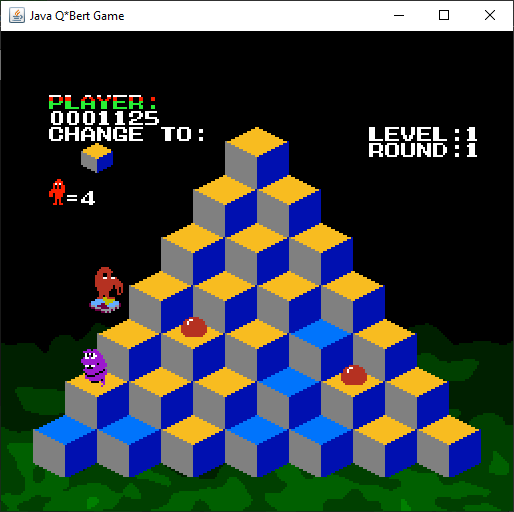 Java Q*Bert Game
PLAYER:
0001125
CHANGE TO:
=4
LEVEL:1
ROUND:1